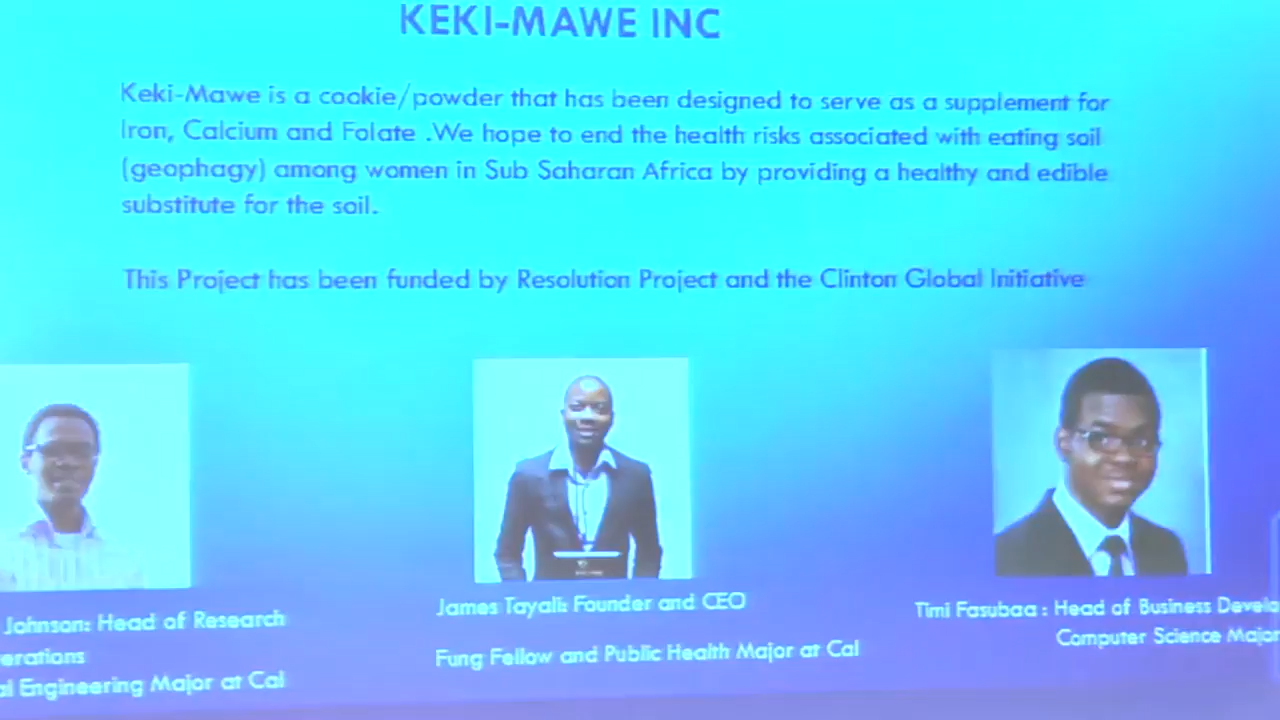 KEKI-MAWE INC
Keki-Mawe is a cookie/powder that has been designed to serve as a supplement for
Iron, Calcium and Folate .We hope to end the health risks associated with eating soil
(geophagy) among women in Sub Saharan Africa by providing a healthy and edible
substitute for the soil.
This Project has been funded by Resolution Project and the Clinton Global Initiative
Johnson: Head of Research
erations
al Engineering Major at Cal
James Tayali: Founder and CEO
Fung Fellow and Public Health Major at Cal
Timi Fasubaa : Head of Business Develo
Computer Science Major